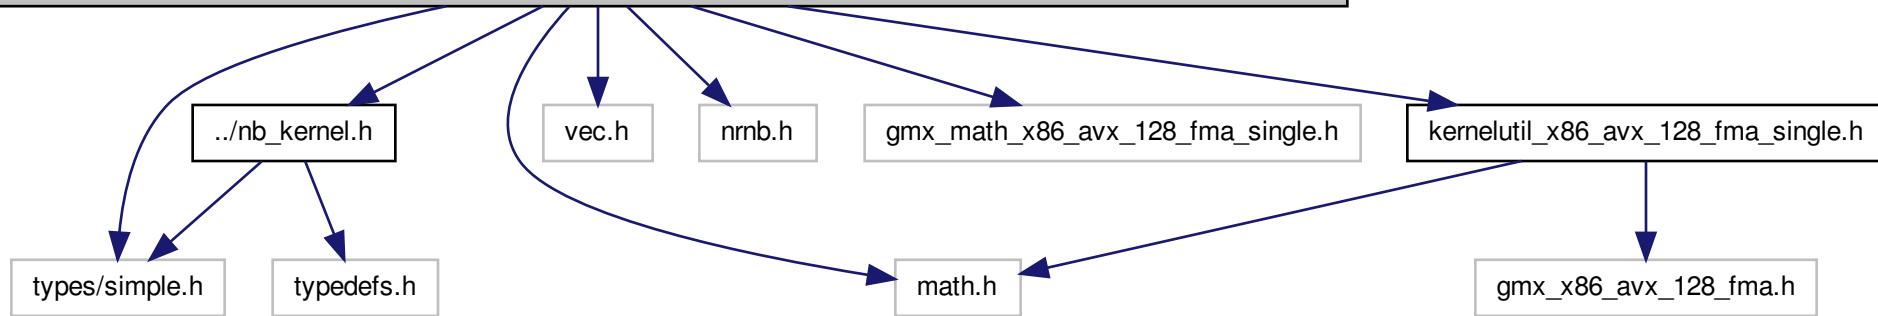 ../nb_kernel.h
vec.h
nrnb.h
gmx_math_x86_avx_128_fma_single.h
kernelutil_x86_avx_128_fma_single.h
types/simple.h
typedefs.h
math.h
gmx_x86_avx_128_fma.h